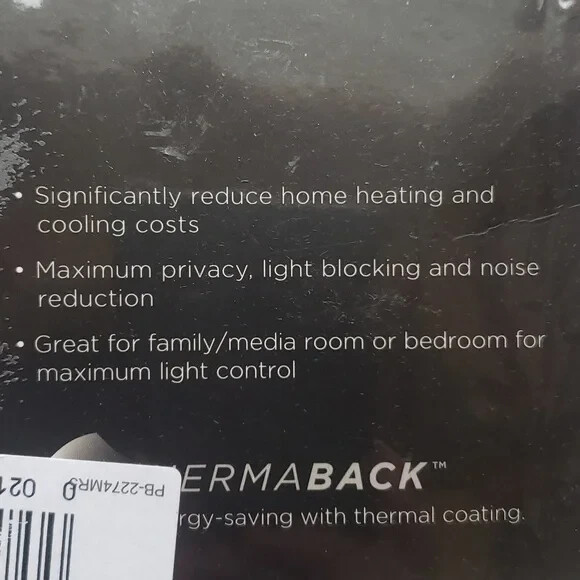 • Significantly reduce home heating and
cooling costs
• Maximum privacy, light blocking and noise
reduction
• Great for family/media room or bedroom for
maximum light control
ERMABACK™
rgy-saving with thermal coating.
PB-2274MRS
0 021